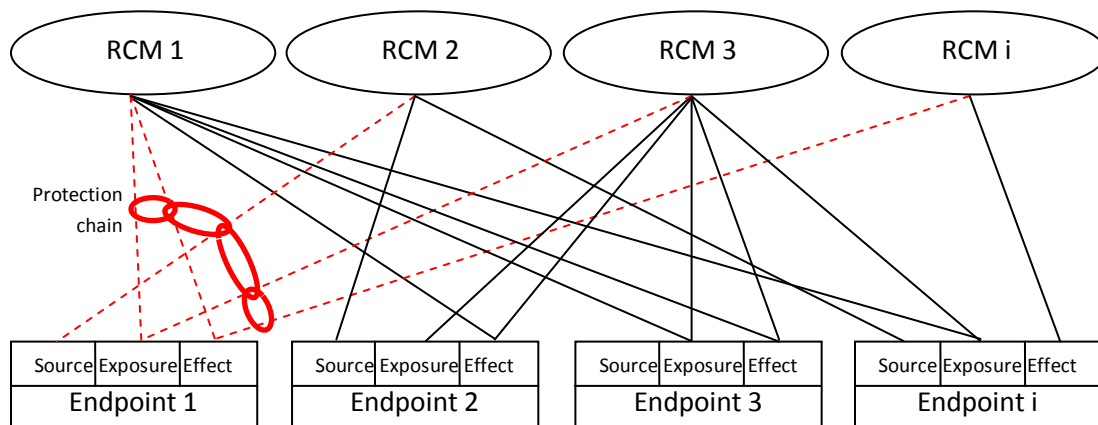 RCM 1
RCM 2
RCM 3
RCM i
Protection
chain
Source Exposure Effect
Endpoint 1
Source Exposure Effect
Endpoint 2
Source Exposure Effect
Endpoint 3
Source Exposure Effect
Endpoint i